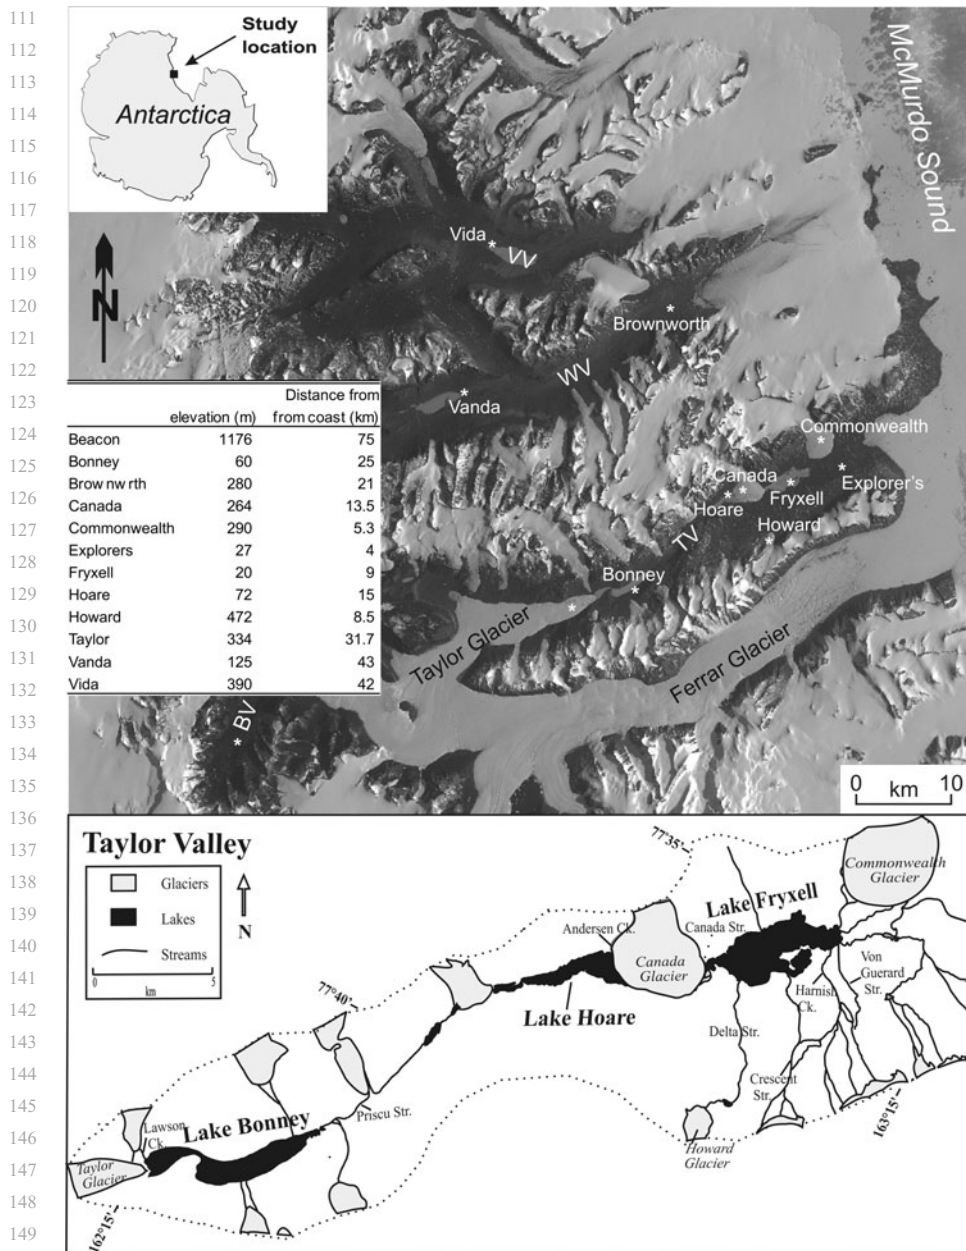 111
112
113
114
115
116
117
118
119
120
121
122
123
124
125
126
127
128
129
130
131
132
133
134
135
136
137
138
139
140
141
142
143
144
145
146
147
148
149
Study
location
Antarctica
McMurdo Sound
N
Vida
VV
Brownworth
WV
Vanda
Commonwealth
Canada
Explorer's
Fryxell
Hoare
Howard
TV
Bonney
Taylor Glacier
Ferrar Glacier
BV
0 km 10
Distance from
elevation (m) from coast (km)
Beacon 1176 75
Bonney 60 25
Brow nw rth 280 21
Canada 264 13.5
Commonwealth 290 5.3
Explorers 27 4
Fryxell 20 9
Hoare 72 15
Howard 472 8.5
Taylor 334 31.7
Vanda 125 43
Vida 390 42
Taylor Valley
Glaciers
Lakes
Streams
0 5
km
N
77°35'
Commonwealth
Glacier
Lake Fryxell
Andersen Ck.
Canada Str.
Canada
Glacier
Von
Guerard
Str.
77°40'
Lake Hoare
Harnish
Ck.
Delta Str.
Crescent
Str.
Priscu Str.
163°15'
Lake Bonney
Lawson
Ck.
Howard
Glacier
Taylor
Glacier
162°15'